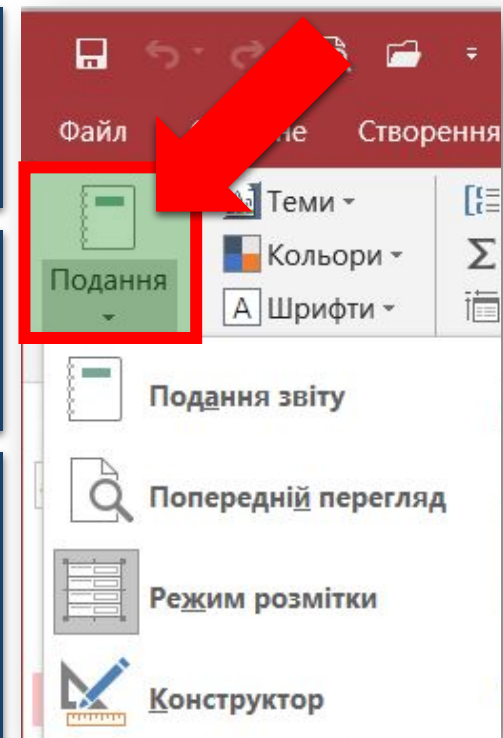 Файл Створення
Теми
Кольори
Подання
Шрифти
Подання звіту
Попередній перегляд
Режим розмітки
Конструктор